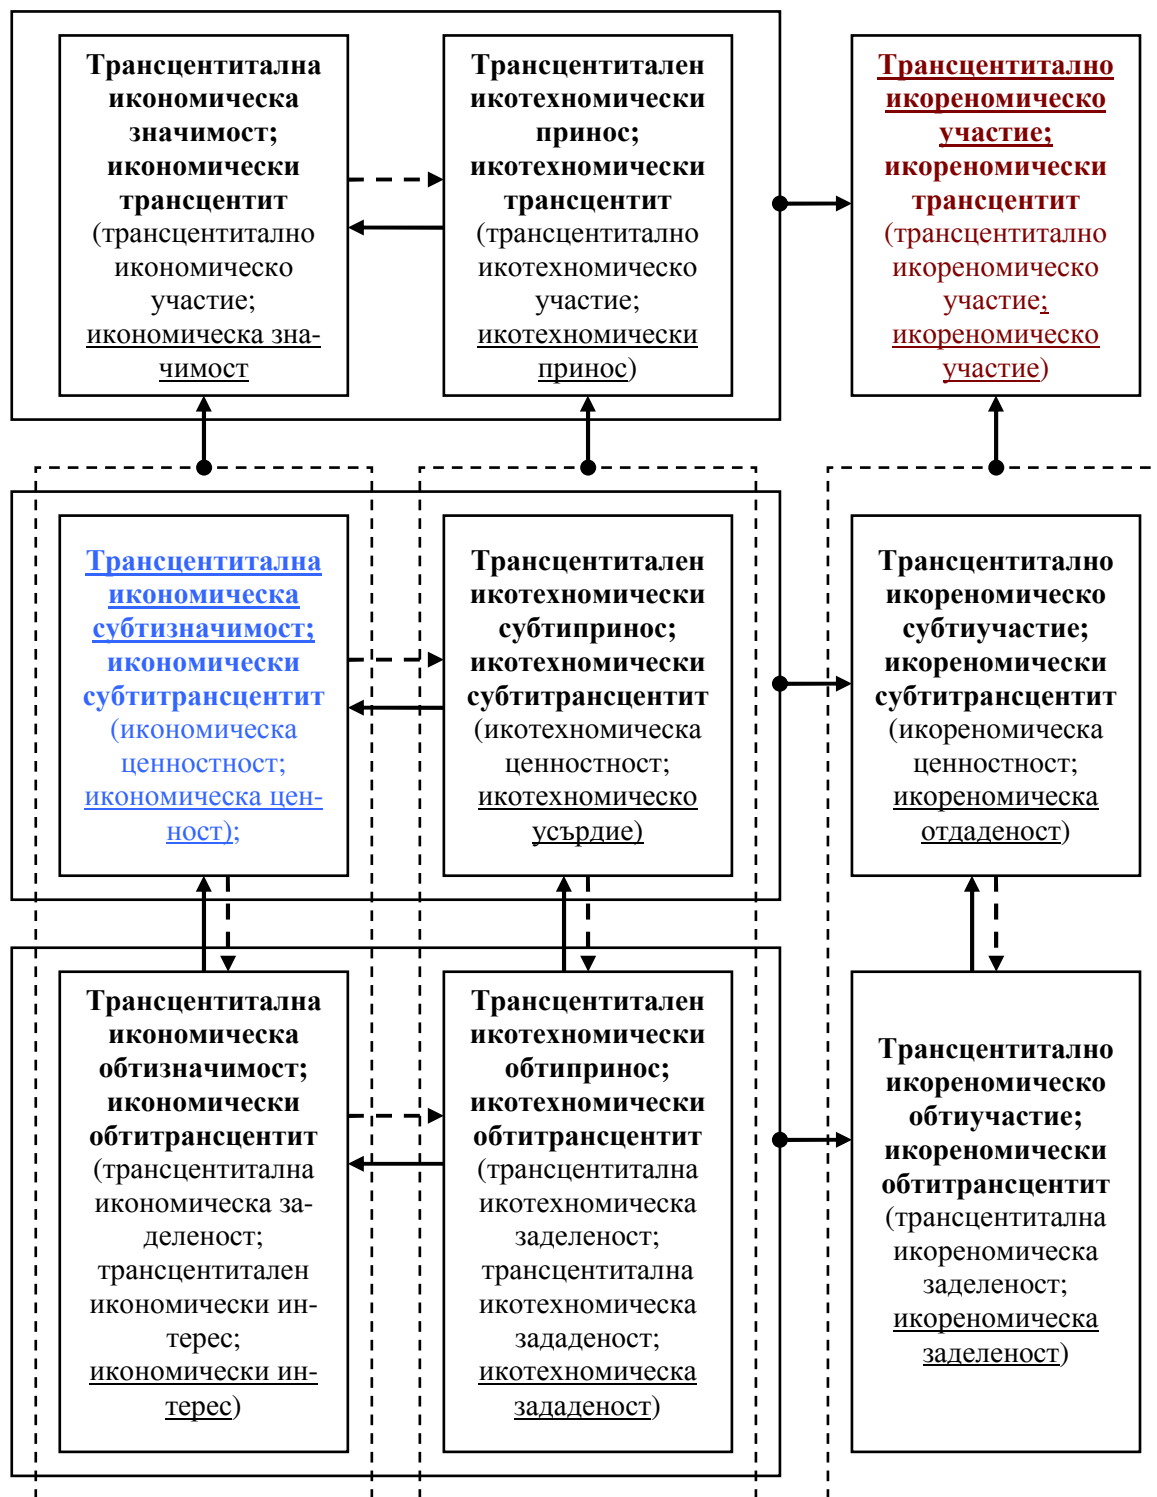 Трансцентитална
икономическа
значимост;
икономически
трансцентит
(трансцентитално
икономическо
участие;
икономическа зна-
чимост
Трансцентитален
икотехномически
принос;
икотехномически
трансцентит
(трансцентитално
икотехномическо
участие;
икотехномически
принос)
Трансцентитално
икореномическо
участие;
икореномически
трансцентит
(трансцентитално
икореномическо
участие;
икореномическо
участие)
Трансцентитална
икономическа
субтизначимост;
икономически
субтитрансцентит
(икономическа
ценностност;
икономическа цен-
ност);
Трансцентитален
икотехномически
субтипринос;
икотехномически
субтитрансцентит
(икотехномическа
ценностност;
икотехномическо
усърдие)
Трансцентитално
икореномическо
субтиучастие;
икореномически
субтитрансцентит
(икореномическа
ценностност;
икореномическа
отдаденост)
Трансцентитална
икономическа
обтизначимост;
икономически
обтитрансцентит
(трансцентитална
икономическа за-
деленост;
трансцентитален
икономически ин-
терес;
икономически ин-
терес)
Трансцентитален
икотехномически
обтипринос;
икотехномически
обтитрансцентит
(трансцентитална
икотехномическа
заделеност;
трансцентитална
икотехномическа
зададеност;
икотехномическа
зададеност)
Трансцентитално
икореномическо
обтиучастие;
икореномически
обтитрансцентит
(трансцентитална
икореномическа
заделеност;
икореномическа
заделеност)